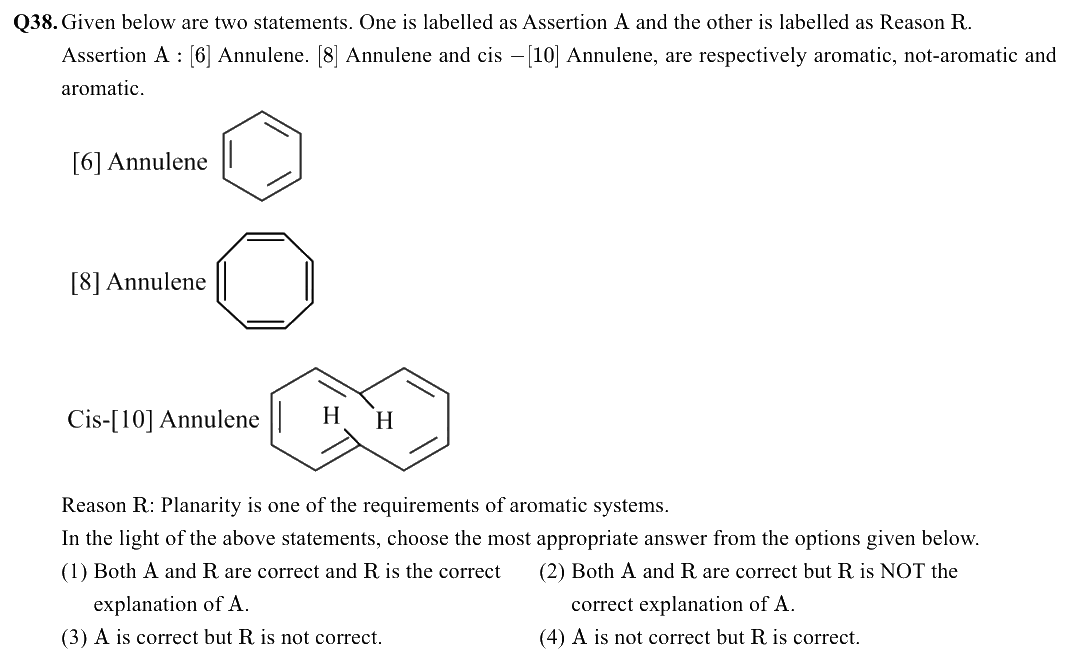 Q38. Given below are two statements. One is labelled as Assertion A and the other is labelled as Reason R.
Assertion A : [6] Annulene. [8] Annulene and cis −[10] Annulene, are respectively aromatic, not-aromatic and
aromatic.
[6] Annulene
[8] Annulene
Cis-[10] Annulene H H
Reason R: Planarity is one of the requirements of aromatic systems.
In the light of the above statements, choose the most appropriate answer from the options given below.
(1) Both A and R are correct and R is the correct (2) Both A and R are correct but R is NOT the
explanation of A. correct explanation of A.
(3) A is correct but R is not correct. (4) A is not correct but R is correct.